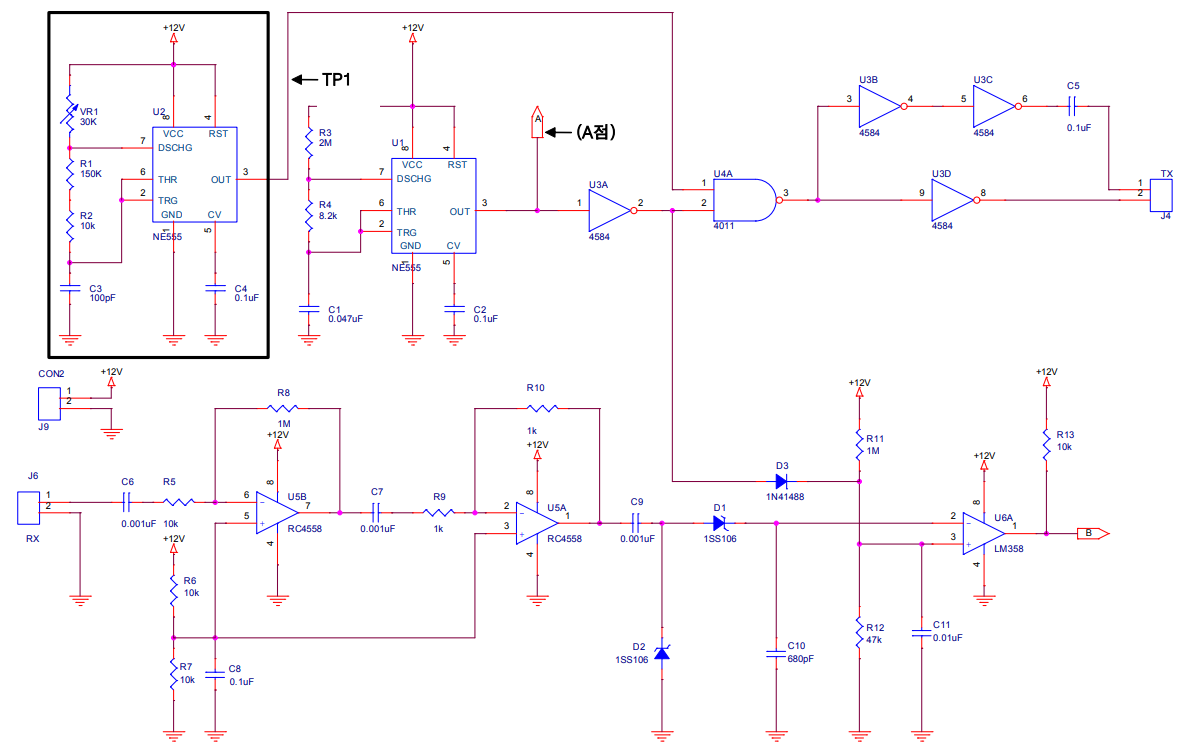 +12V
TP1
VR1
30K
U2
8
4
VCC
RST
7
DSCHG
R1
150K
6
THR
OUT
3
2
TRG
R2
10k
GND
CV
1
5
NE555
C3
100pF
C4
0.1uF
+12V
R3
2M
U1
8
4
VCC
RST
7
DSCHG
R4
8.2k
6
THR
OUT
3
2
TRG
GND
CV
1
5
NE555
C1
0.047uF
C2
0.1uF
A
(A점)
U3A
1
2
4584
U4A
1
2
3
4011
U3B
3
4
4584
U3C
5
6
4584
C5
0.1uF
U3D
9
8
4584
TX
1
2
J4
CON2
+12V
1
2
J9
J6
1
2
RX
C6
0.001uF
R5
10k
R8
1M
+12V
8
6
5
U5B
7
RC4558
4
+12V
R6
10k
R7
10k
C8
0.1uF
C7
0.001uF
R9
1k
R10
1k
+12V
8
2
3
U5A
1
RC4558
4
C9
0.001uF
D1
1SS106
D2
1SS106
C10
680pF
D3
1N41488
+12V
R11
1M
R12
47k
C11
0.01uF
+12V
8
2
3
U6A
1
LM358
4
+12V
R13
10k
B